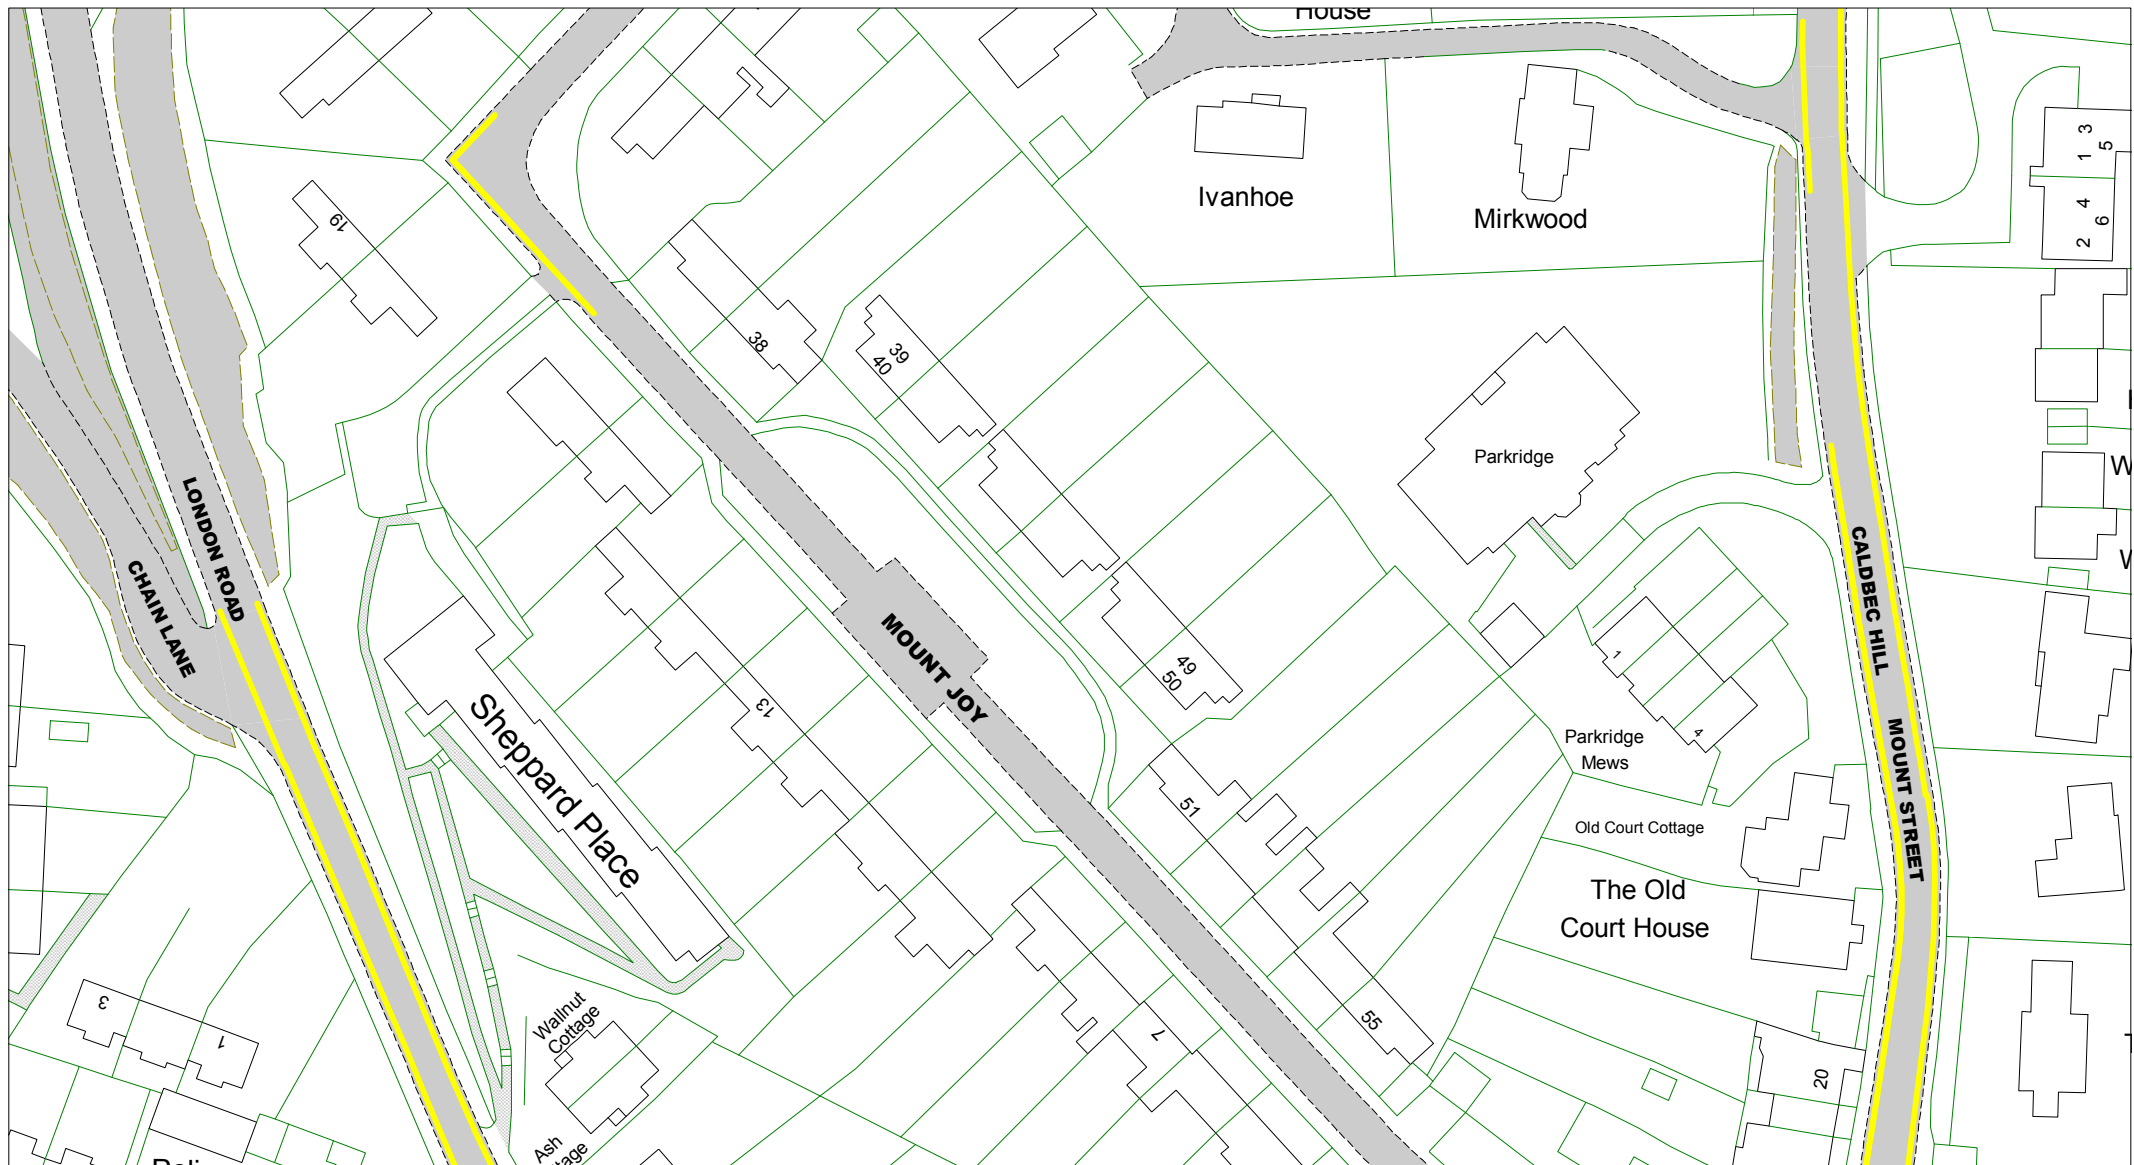 House
3
1
5
4
6
2
Ivanhoe
Mirkwood
19
38
39
40
Parkridge
W
LONDON ROAD
CHAIN LANE
CALDBEC HILL
MOUNT JOY
49
50
1
4
13
Sheppard Place
Parkridge
Mews
MOUNT STREET
51
Old Court Cottage
The Old
Court House
3
1
Wallnut
Cottage
7
55
20
Ash